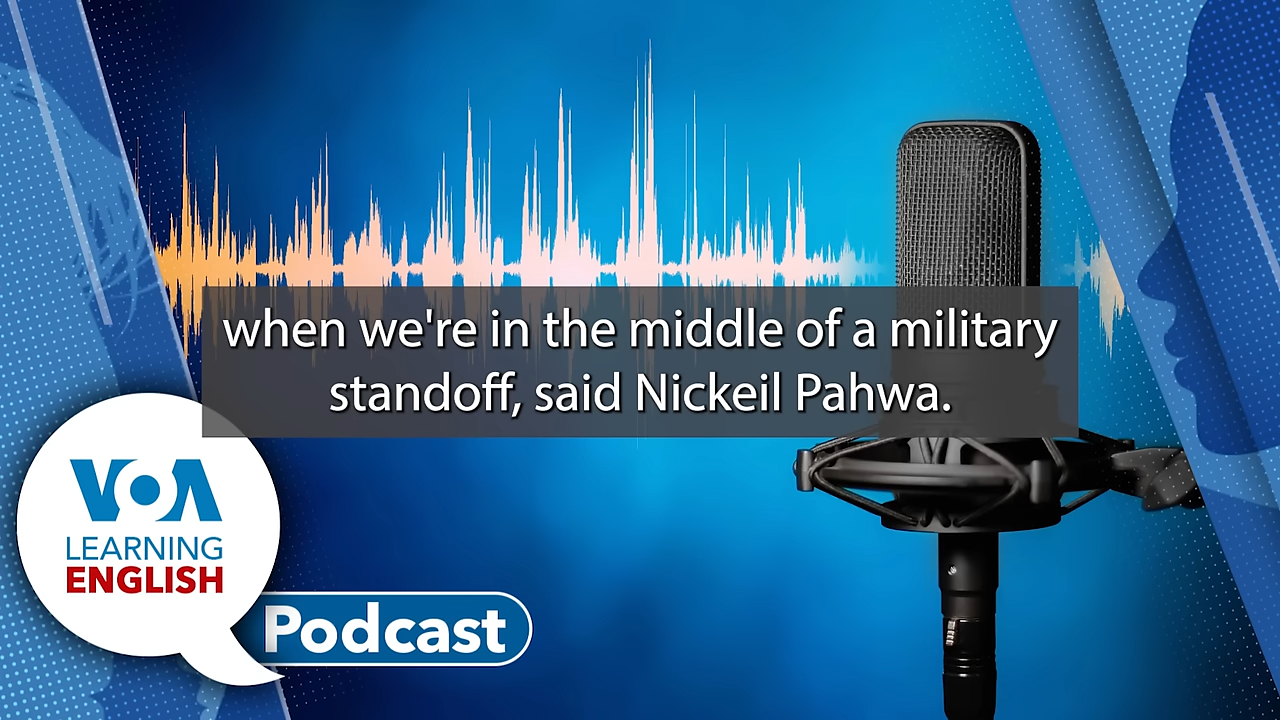 when we're in the middle of a military
standoff, said Nickeil Pahwa.
VOA
LEARNING
ENGLISH
Podcast